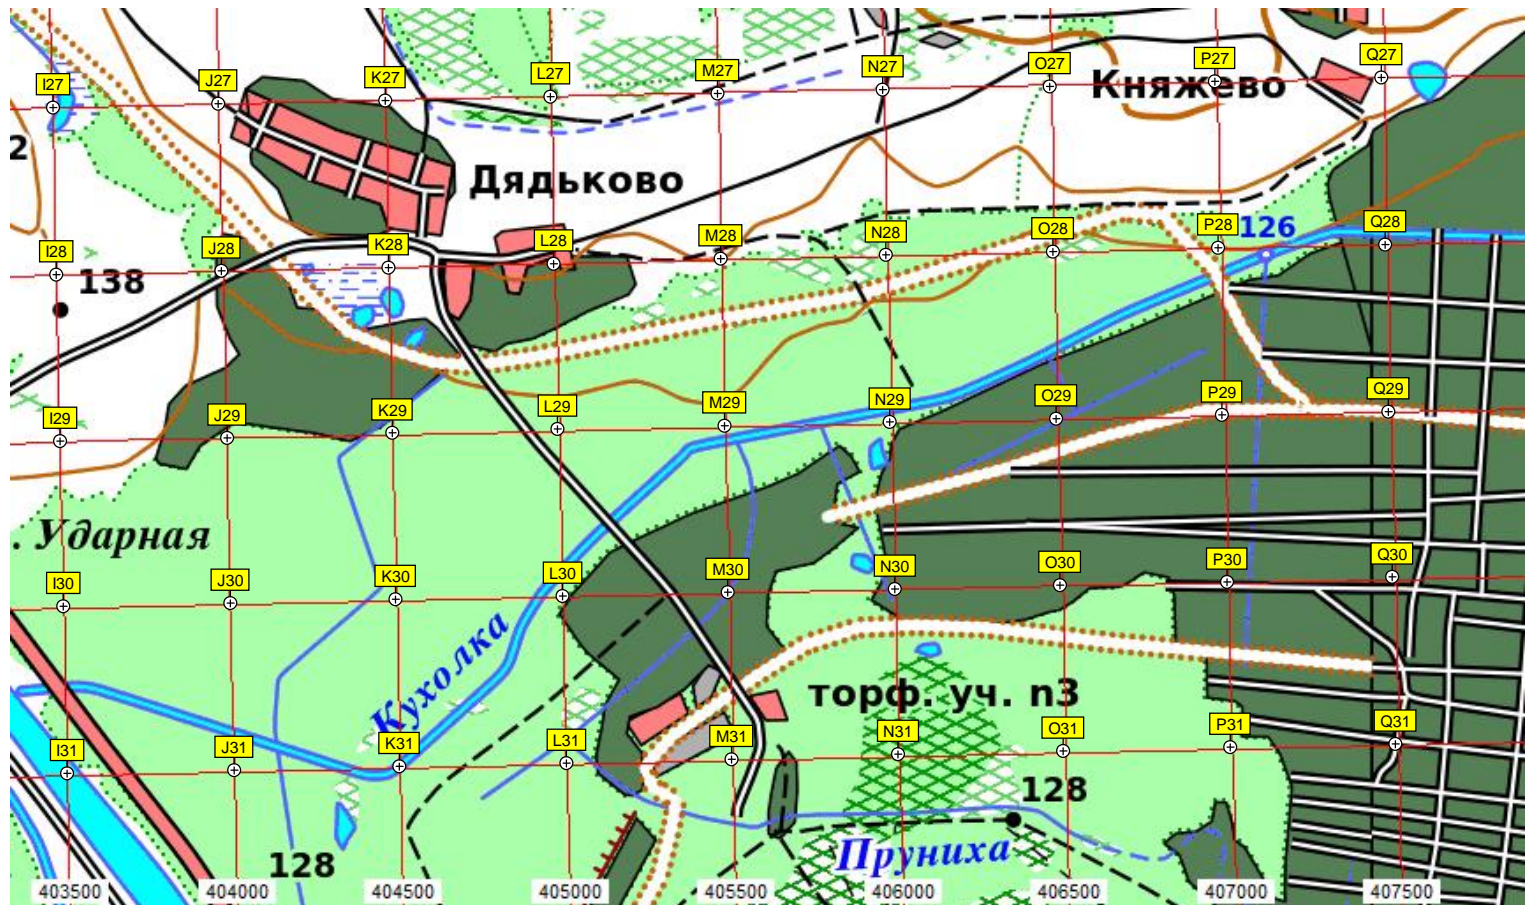 I27 J27 K27 L27 M27 N27 O27 P27 Q27
Княжево
2
Дядьково
I28 J28 K28 L28 M28 N28 O28 P28 Q28
126
138
I29 J29 K29 L29 M29 N29 O29 P29 Q29
. Ударная
I30 J30 K30 L30 M30 N30 O30 P30 Q30
Кухолка
торф. уч. п3
I31 J31 K31 L31 M31 N31 O31 P31 Q31
128
Пруниха
128
403500 404000 404500 405000 405500 406000 406500 407000 407500